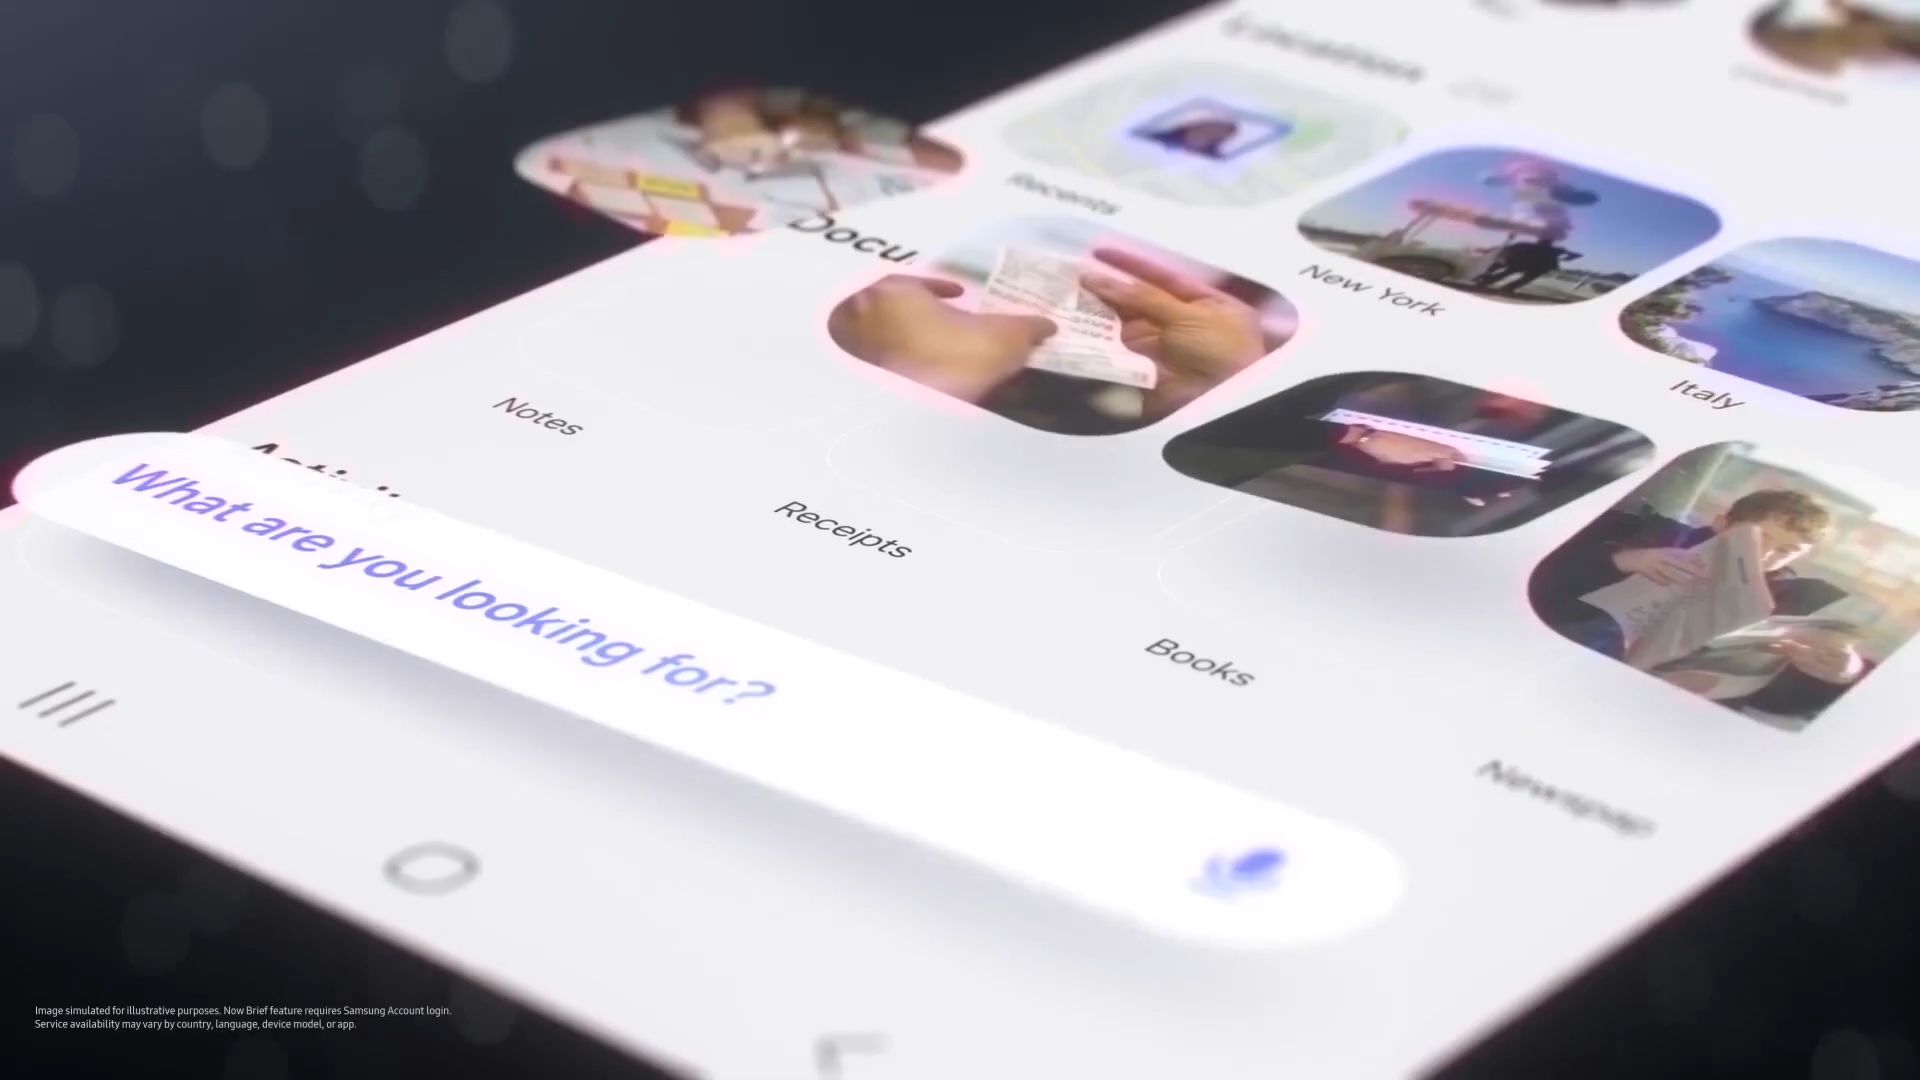 Recents
New York
Italy
Docu
Notes
Receipts
Books
Newspap
What are you looking for?
Image simulated for illustrative purposes. Now Brief feature requires Samsung Account login.
Service availability may vary by country, language, device model, or app.